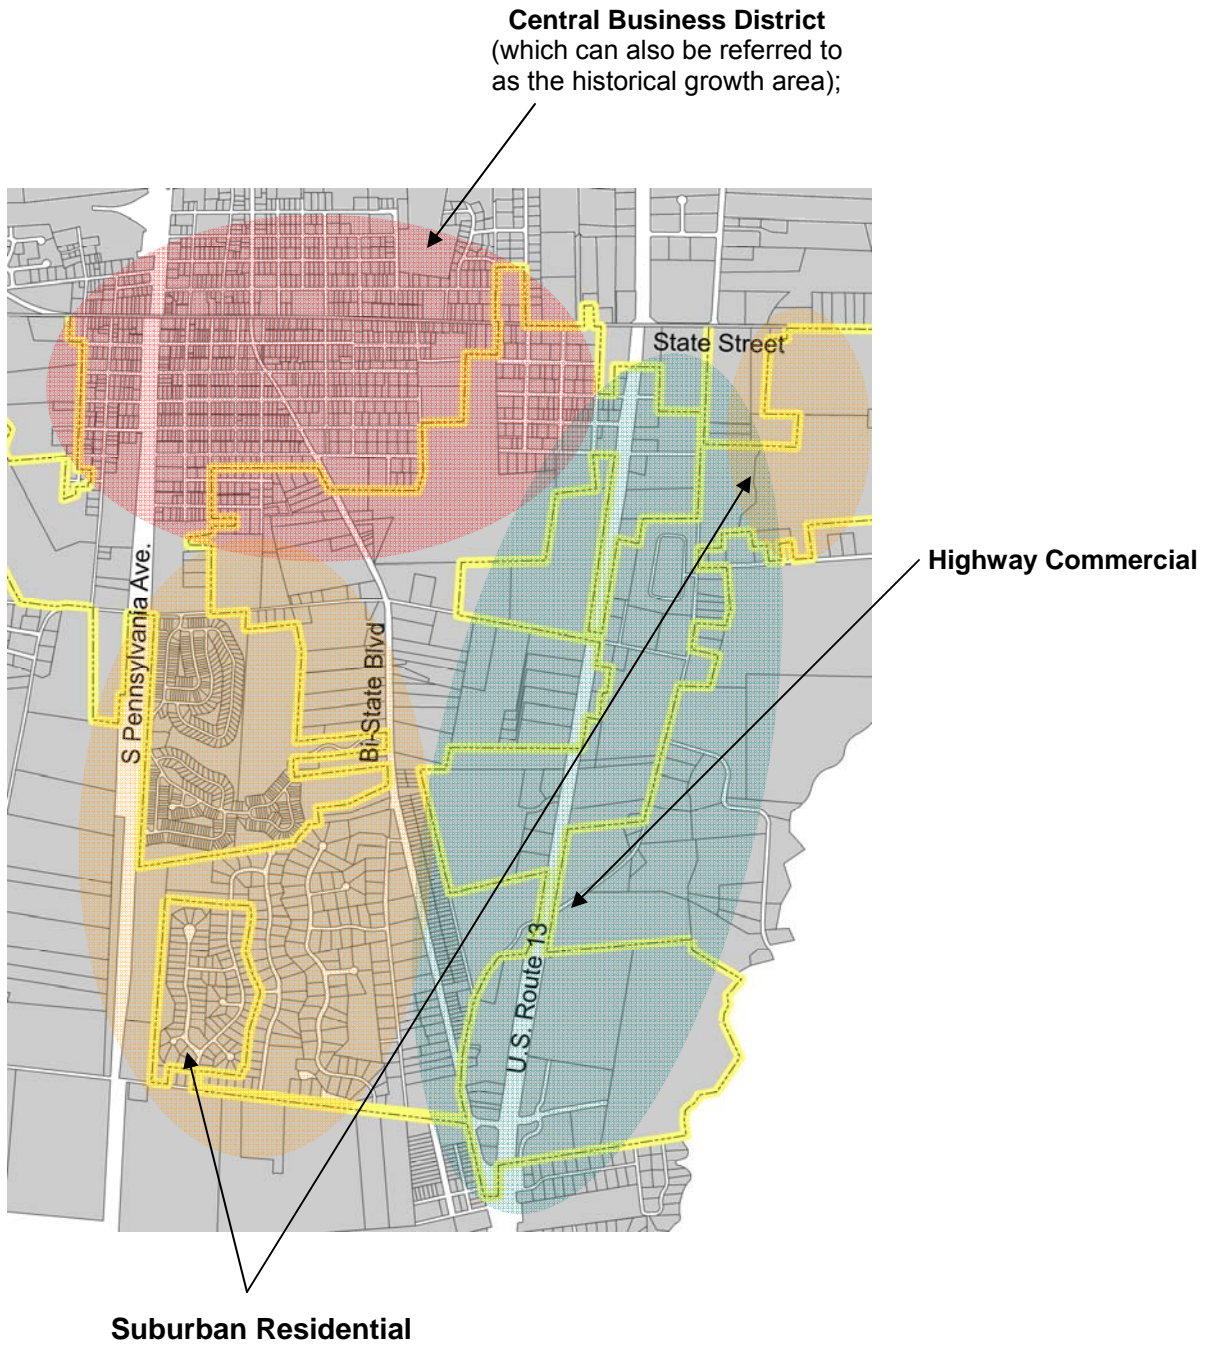 Central Business District
(which can also be referred to
as the historical growth area);
State Street
Highway Commercial
S Pennsylvania Ave.
Bi-State Blvd
U.S. Route 13
Suburban Residential